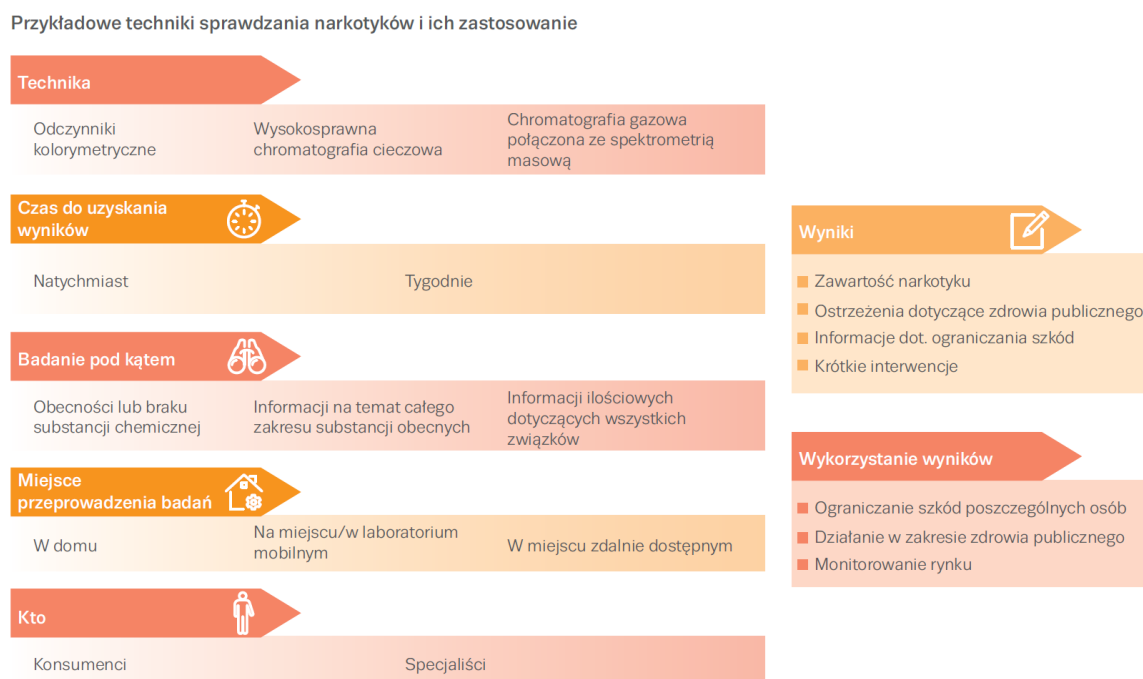 Przykładowe techniki sprawdzania narkotyków i ich zastosowanie
Technika
Odczynniki
kolorymetryczne
Wysokosprawna
chromatografia cieczowa
Chromatografia gazowa
połączona ze spektrometrią
masową
Czas do uzyskania
wyników
Natychmiast
Tygodnie
Badanie pod kątem
Obecności lub braku
substancji chemicznej
Informacji na temat całego
zakresu substancji obecnych
Informacji ilościowych
dotyczących wszystkich
związków
Miejsce
przeprowadzenia badań
W domu
Na miejscu/w laboratorium
mobilnym
W miejscu zdalnie dostępnym
Kto
Konsumenci
Specjaliści
Wyniki
Zawartość narkotyku
Ostrzeżenia dotyczące zdrowia publicznego
Informacje dot. ograniczania szkód
Krótkie interwencje
Wykorzystanie wyników
Ograniczanie szkód poszczególnych osób
Działanie w zakresie zdrowia publicznego
Monitorowanie rynku